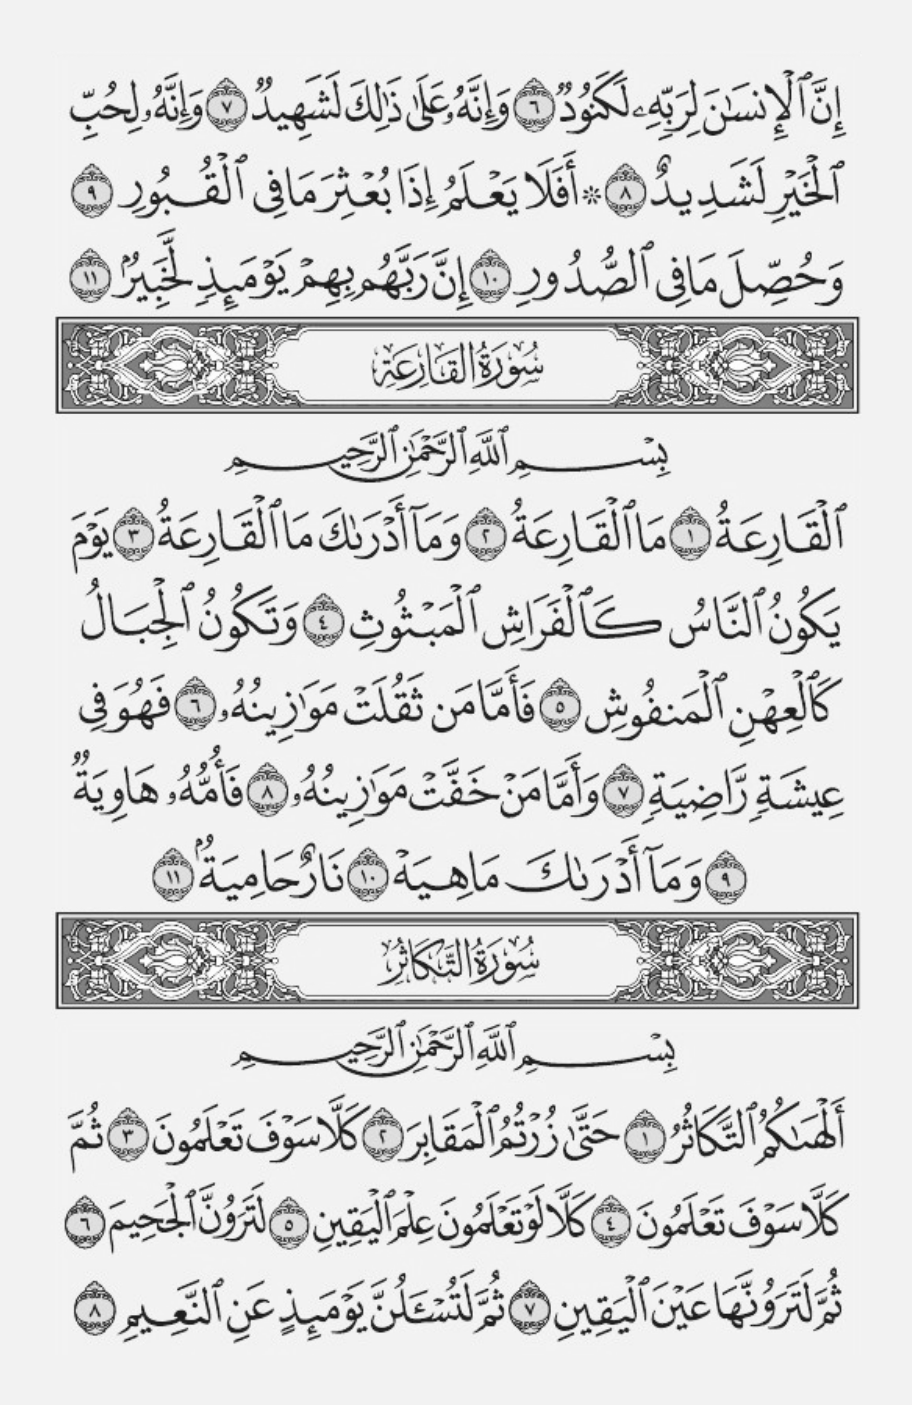 إِنَّ ٱلْإِنسَٰنَ لِرَبِّهِۦ لَكَنُودٌ ٦ وَإِنَّهُۥ عَلَىٰ ذَٰلِكَ لَشَهِيدٌ ٧ وَإِنَّهُۥ لِحُبِّ
ٱلْخَيْرِ لَشَدِيدٌ ٨ ۞ أَفَلَا يَعْلَمُ إِذَا بُعْثِرَ مَا فِى ٱلْقُبُورِ ٩
وَحُصِّلَ مَا فِى ٱلصُّدُورِ ١٠ إِنَّ رَبَّهُم بِهِمْ يَوْمَئِذٍ لَّخَبِيرٌۢ ١١
سُورَةُ القَارِعَةِ
بِسْمِ ٱللَّهِ ٱلرَّحْمَٰنِ ٱلرَّحِيمِ
ٱلْقَارِعَةُ ١ مَا ٱلْقَارِعَةُ ٢ وَمَآ أَدْرَىٰكَ مَا ٱلْقَارِعَةُ ٣ يَوْمَ
يَكُونُ ٱلنَّاسُ كَٱلْفَرَاشِ ٱلْمَبْثُوثِ ٤ وَتَكُونُ ٱلْجِبَالُ
كَٱلْعِهْنِ ٱلْمَنفُوشِ ٥ فَأَمَّا مَن ثَقُلَتْ مَوَٰزِينُهُۥ ٦ فَهُوَ فِى
عِيشَةٍ رَّاضِيَةٍ ٧ وَأَمَّا مَنْ خَفَّتْ مَوَٰزِينُهُۥ ٨ فَأُمُّهُۥ هَاوِيَةٌ
٩ وَمَآ أَدْرَىٰكَ مَا هِيَهْ ١٠ نَارٌ حَامِيَةٌۢ ١١
سُورَةُ التَّكَاثُرِ
بِسْمِ ٱللَّهِ ٱلرَّحْمَٰنِ ٱلرَّحِيمِ
أَلْهَىٰكُمُ ٱلتَّكَاثُرُ ١ حَتَّىٰ زُرْتُمُ ٱلْمَقَابِرَ ٢ كَلَّا سَوْفَ تَعْلَمُونَ ٣ ثُمَّ
كَلَّا سَوْفَ تَعْلَمُونَ ٤ كَلَّا لَوْ تَعْلَمُونَ عِلْمَ ٱلْيَقِينِ ٥ لَتَرَوُنَّ ٱلْجَحِيمَ ٦
ثُمَّ لَتَرَوُنَّهَا عَيْنَ ٱلْيَقِينِ ٧ ثُمَّ لَتُسْـَٔلُنَّ يَوْمَئِذٍ عَنِ ٱلنَّعِيمِ ٨